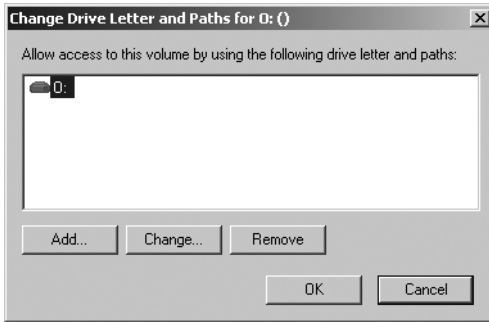 Change Drive Letter and Paths for O: ()
Allow access to this volume by using the following drive letter and paths:
O:
Add... Change... Remove
OK Cancel